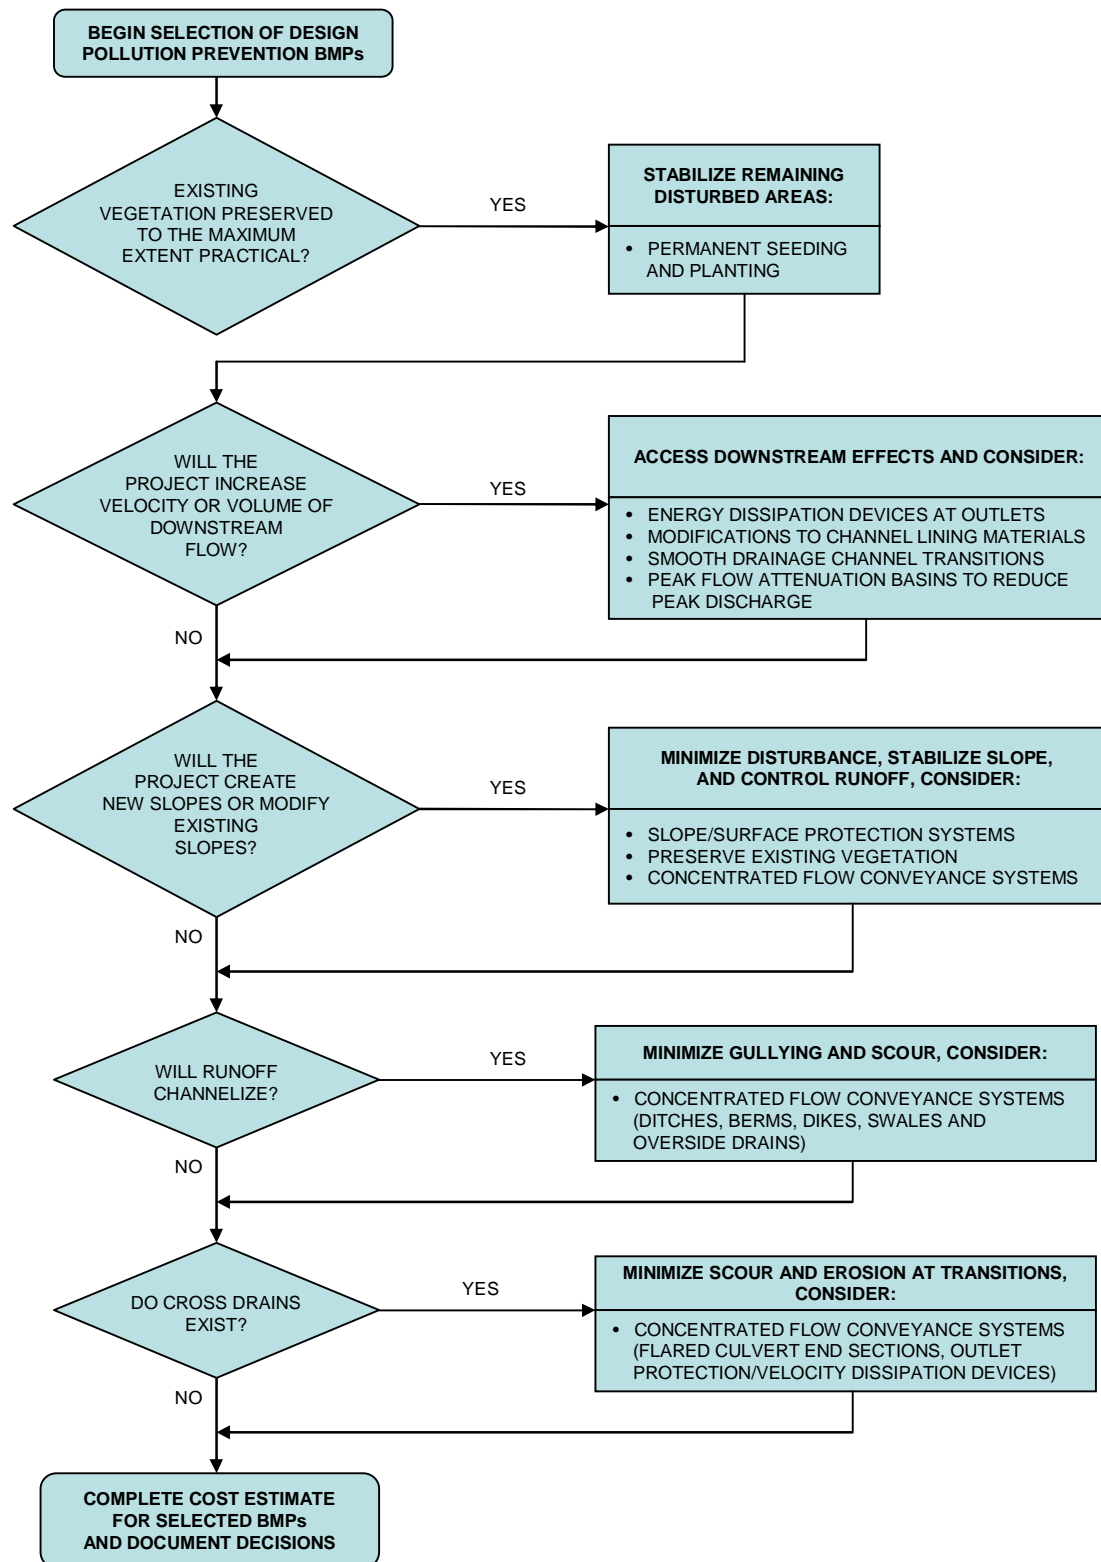 BEGIN SELECTION OF DESIGN
POLLUTION PREVENTION BMPs
EXISTING
VEGETATION PRESERVED
TO THE MAXIMUM
EXTENT PRACTICAL?
YES
STABILIZE REMAINING
DISTURBED AREAS:
• PERMANENT SEEDING
AND PLANTING
WILL THE
PROJECT INCREASE
VELOCITY OR VOLUME OF
DOWNSTREAM
FLOW?
YES
ACCESS DOWNSTREAM EFFECTS AND CONSIDER:
• ENERGY DISSIPATION DEVICES AT OUTLETS
• MODIFICATIONS TO CHANNEL LINING MATERIALS
• SMOOTH DRAINAGE CHANNEL TRANSITIONS
• PEAK FLOW ATTENUATION BASINS TO REDUCE
PEAK DISCHARGE
NO
WILL THE
PROJECT CREATE
NEW SLOPES OR MODIFY
EXISTING
SLOPES?
YES
MINIMIZE DISTURBANCE, STABILIZE SLOPE,
AND CONTROL RUNOFF, CONSIDER:
• SLOPE/SURFACE PROTECTION SYSTEMS
• PRESERVE EXISTING VEGETATION
• CONCENTRATED FLOW CONVEYANCE SYSTEMS
NO
WILL RUNOFF
CHANNELIZE?
YES
MINIMIZE GULLYING AND SCOUR, CONSIDER:
• CONCENTRATED FLOW CONVEYANCE SYSTEMS
(DITCHES, BERMS, DIKES, SWALES AND
OVERSIDE DRAINS)
NO
DO CROSS DRAINS
EXIST?
YES
MINIMIZE SCOUR AND EROSION AT TRANSITIONS,
CONSIDER:
• CONCENTRATED FLOW CONVEYANCE SYSTEMS
(FLARED CULVERT END SECTIONS, OUTLET
PROTECTION/VELOCITY DISSIPATION DEVICES)
NO
COMPLETE COST ESTIMATE
FOR SELECTED BMPs
AND DOCUMENT DECISIONS